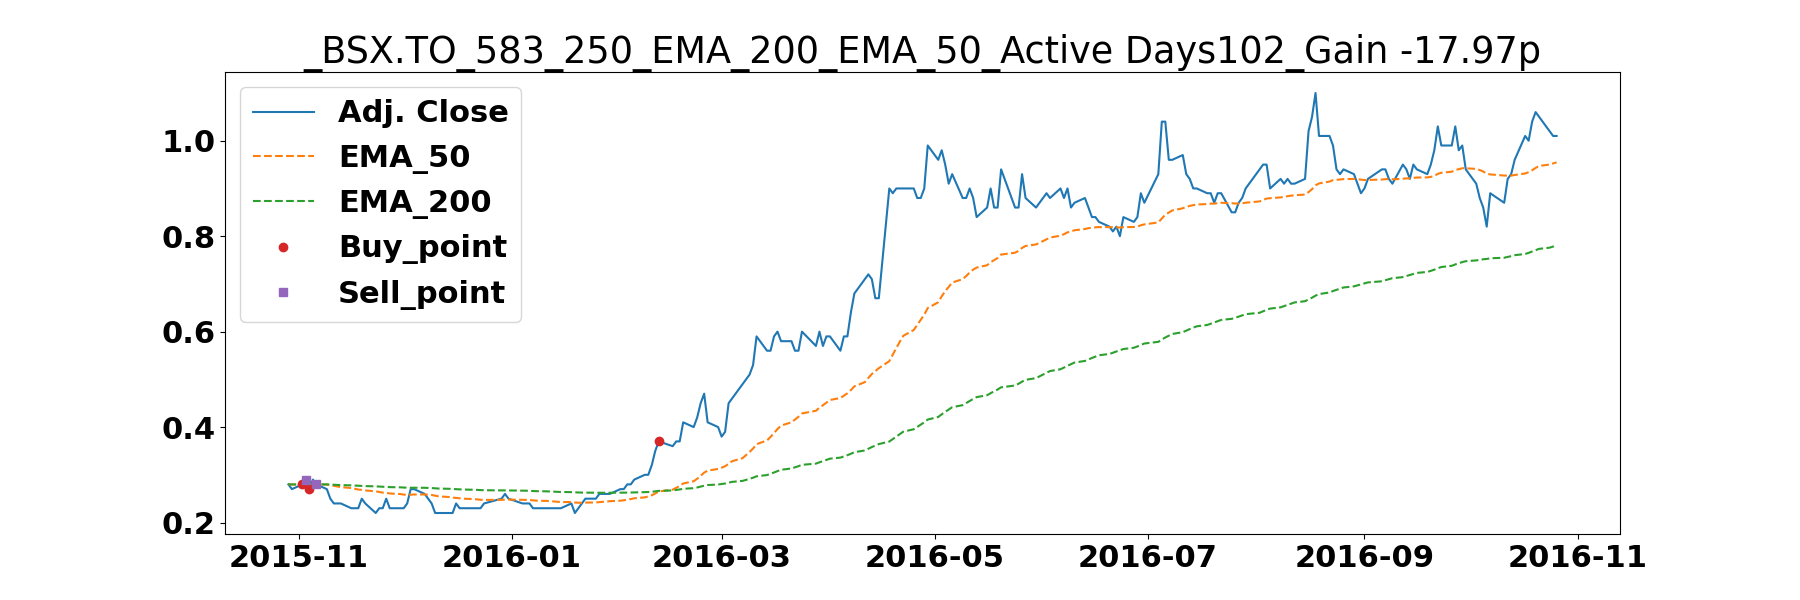 _BSX.TO_583_250_EMA_200_EMA_50_Active Days102_Gain -17.97p
Adj. Close
EMA_50
EMA_200
Buy_point
Sell_point
1.0
0.8
0.6
0.4
0.2
2015-11 2016-01 2016-03 2016-05 2016-07 2016-09 2016-11